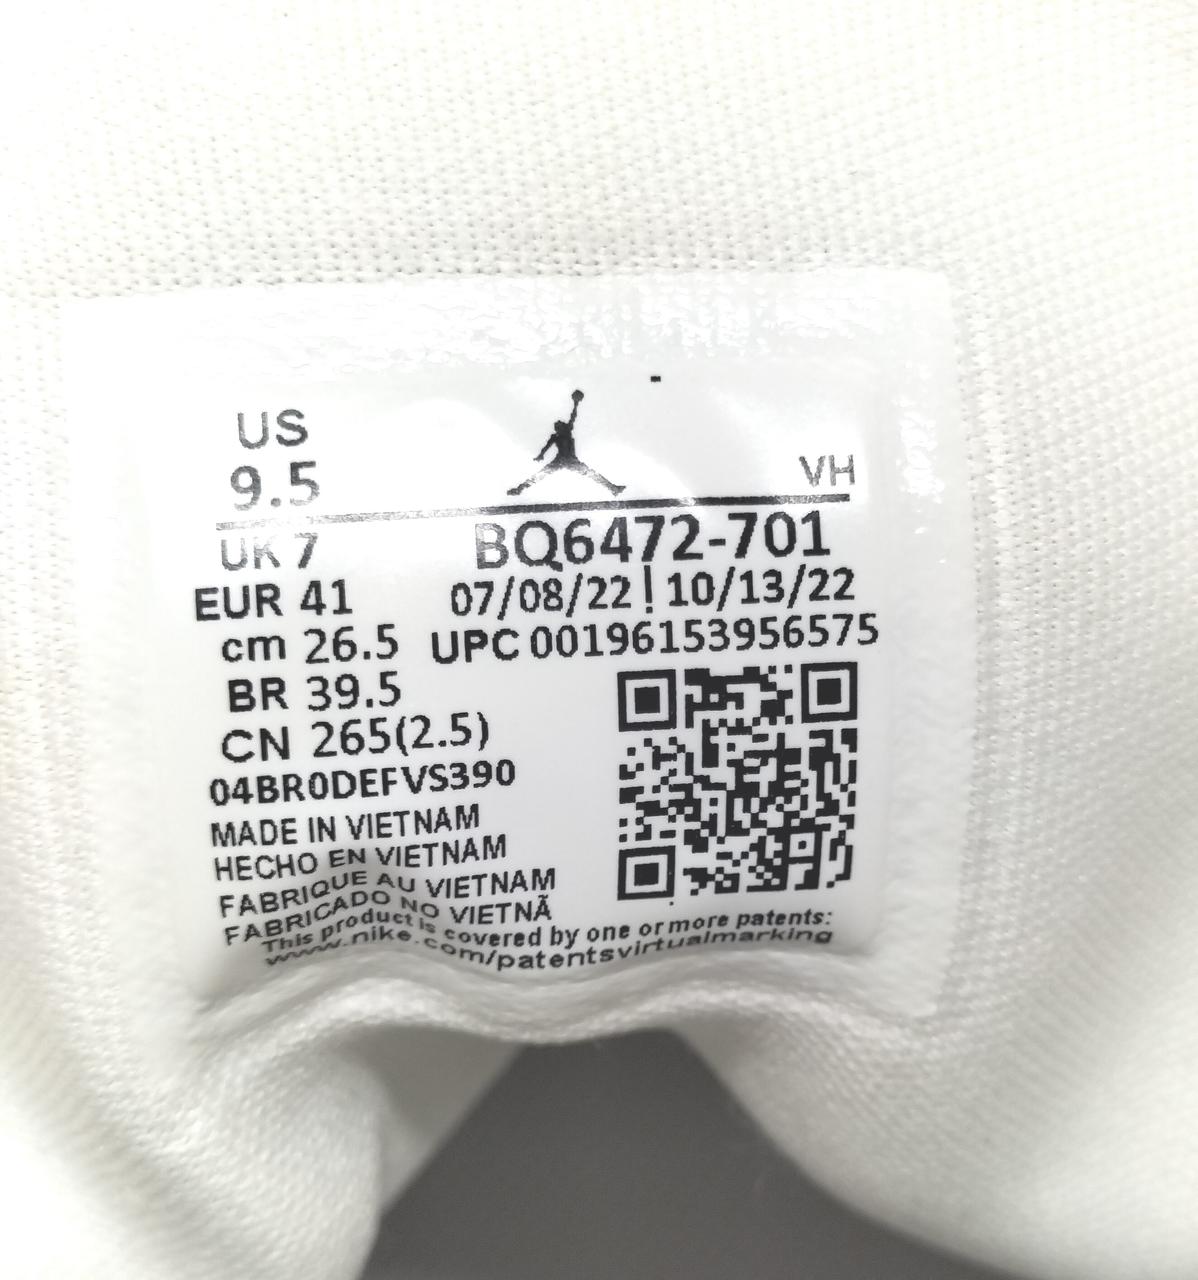 US
9.5
VH
UK 7
BQ6472-701
EUR 41
07/08/22 ! 10/13/22
cm 26.5
UPC 00196153956575
BR 39.5
CN 265(2.5)
04BR0DEFVS390
MADE IN VIETNAM
HECHO EN VIETNAM
FABRIQUE AU VIETNAM
FABRICADO NO VIETNÃ
This product is covered by one or more patents:
www.nike.com/patentsvirtualmarking